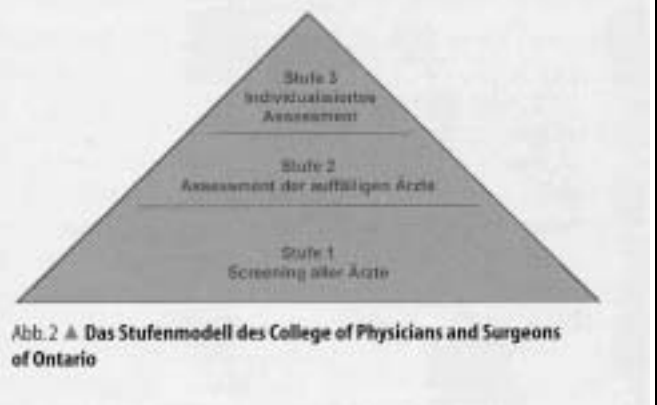 Stufe 3
Individualisiertes
Assessment
Stufe 2
Assessment der auffälligen Ärzte
Stufe 1
Screening aller Ärzte
Abb. 2 ▲ Das Stufenmodell des College of Physicians and Surgeons
of Ontario